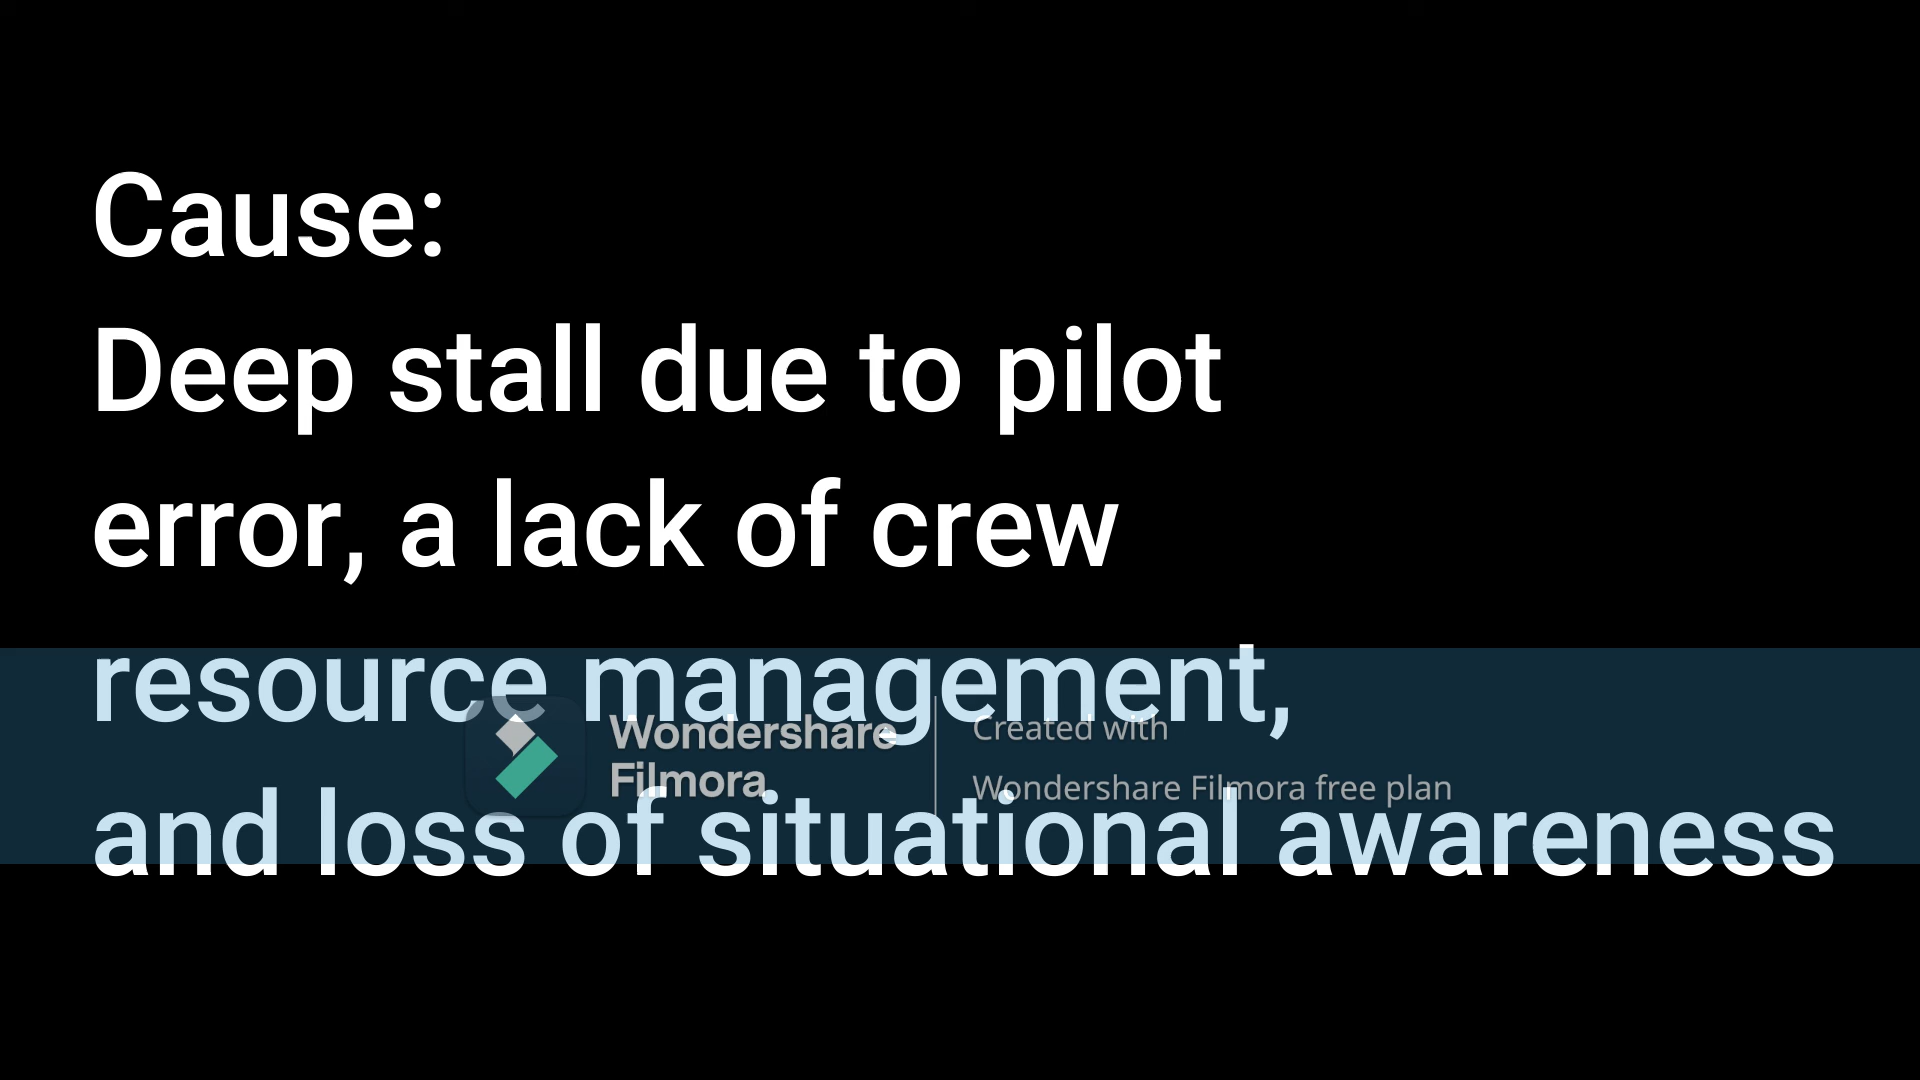 Cause:
Deep stall due to pilot
error, a lack of crew
resource management,
Wondershare
Filmora
Created with
Wondershare Filmora free plan
and loss of situational awareness